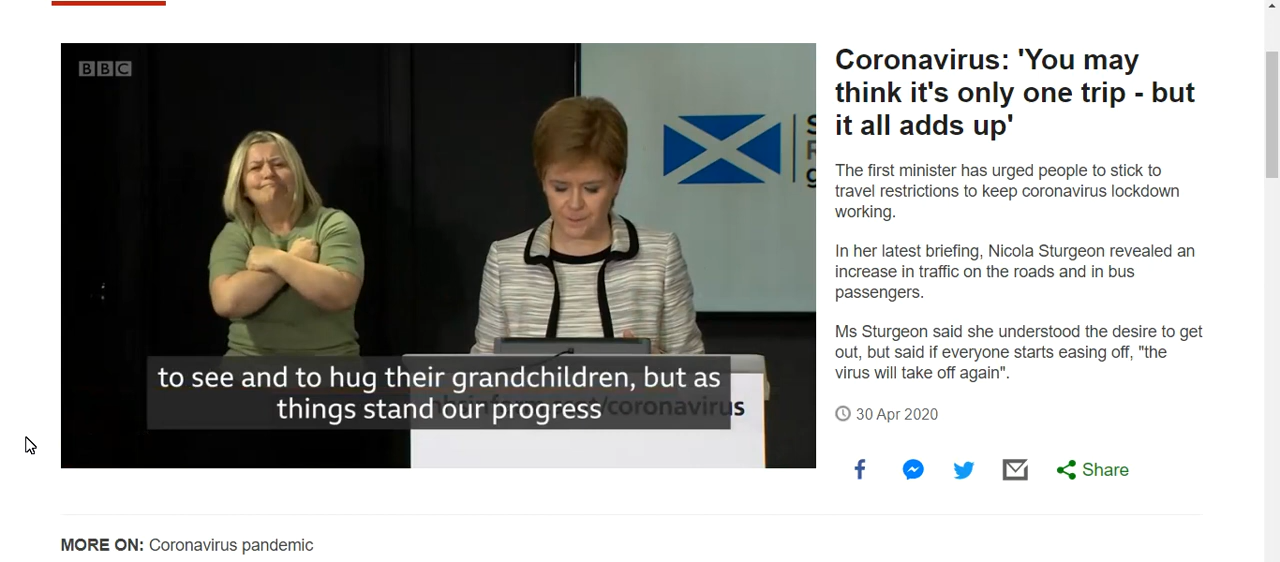 BBC
to see and to hug their grandchildren, but as
things stand our progress
Coronavirus: 'You may
think it's only one trip - but
it all adds up'
The first minister has urged people to stick to
travel restrictions to keep coronavirus lockdown
working.
In her latest briefing, Nicola Sturgeon revealed an
increase in traffic on the roads and in bus
passengers.
Ms Sturgeon said she understood the desire to get
out, but said if everyone starts easing off, "the
virus will take off again".
30 Apr 2020
Share
MORE ON: Coronavirus pandemic